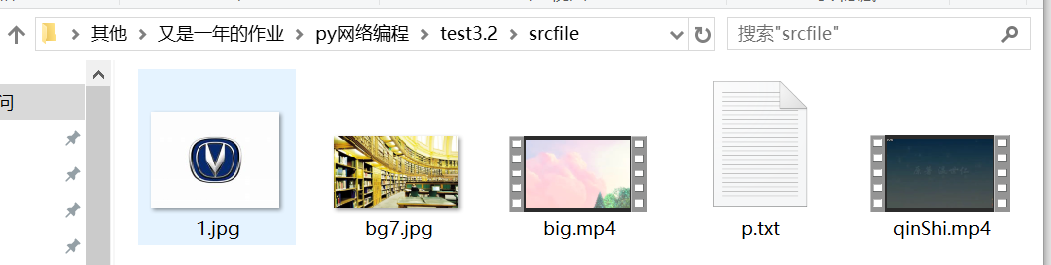 其他 又是一年的作业 py网络编程 test3.2 srcfile
搜索"srcfile"
问
1.jpg
bg7.jpg
big.mp4
p.txt
qinShi.mp4